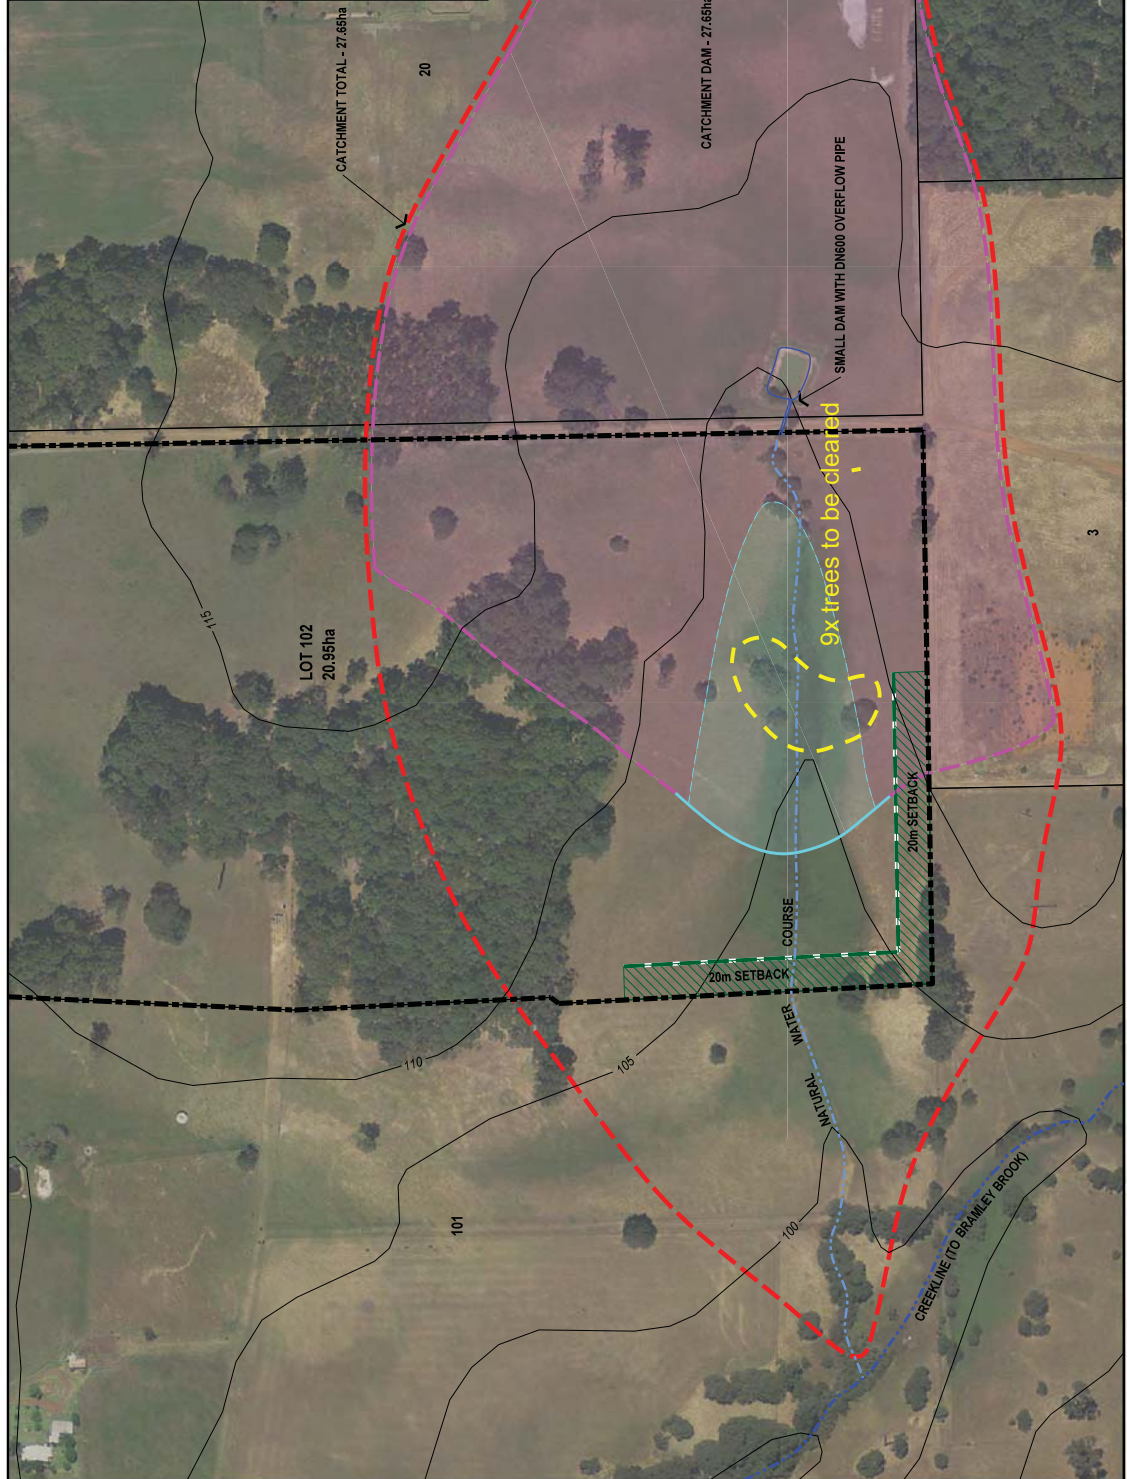 CATCHMENT TOTAL - 27.65ha
20
CATCHMENT DAM - 27.65ha
SMALL DAM WITH DN600 OVERFLOW PIPE
9x trees to be cleared
3
115
LOT 102
20.95ha
20m SETBACK
20m SETBACK
NATURAL WATER COURSE
110
105
101
100
CREEKLINE (TO BRAMLEY BROOK)